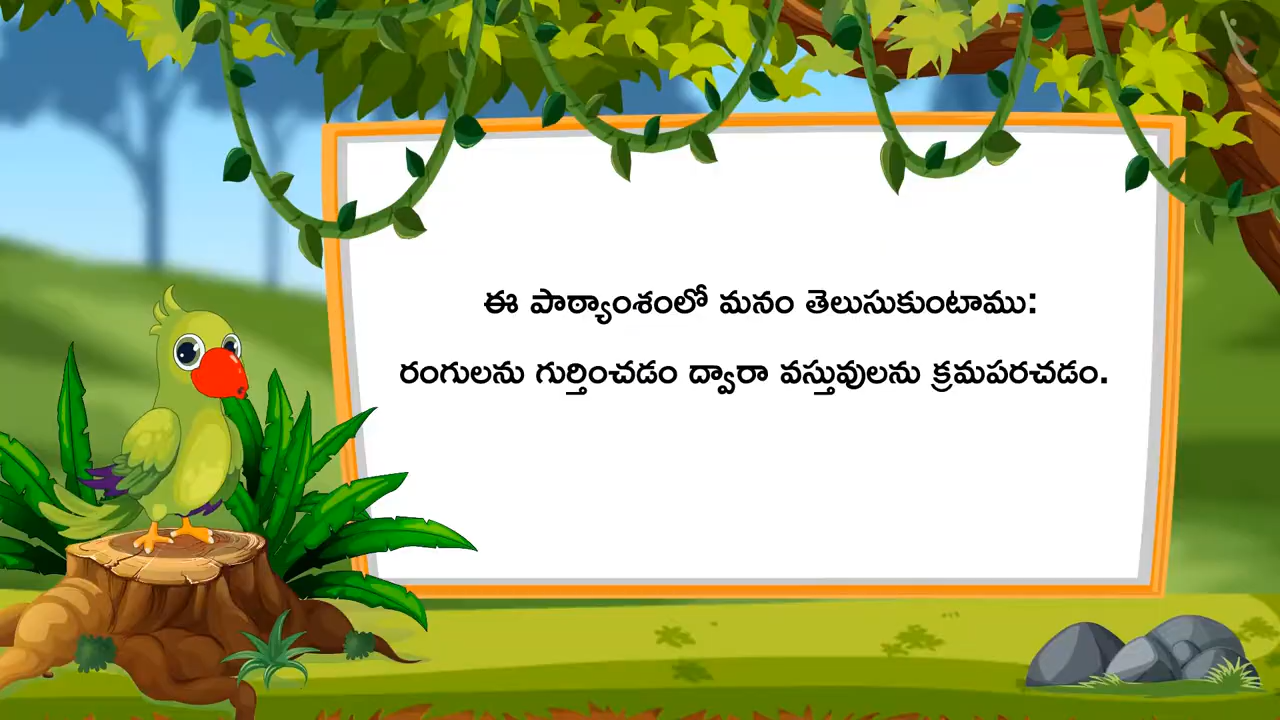 ఈ పాఠ్యాంశంలో మనం తెలుసుకుంటాము:
రంగులను గుర్తించడం ద్వారా వస్తువులను క్రమపరచడం.